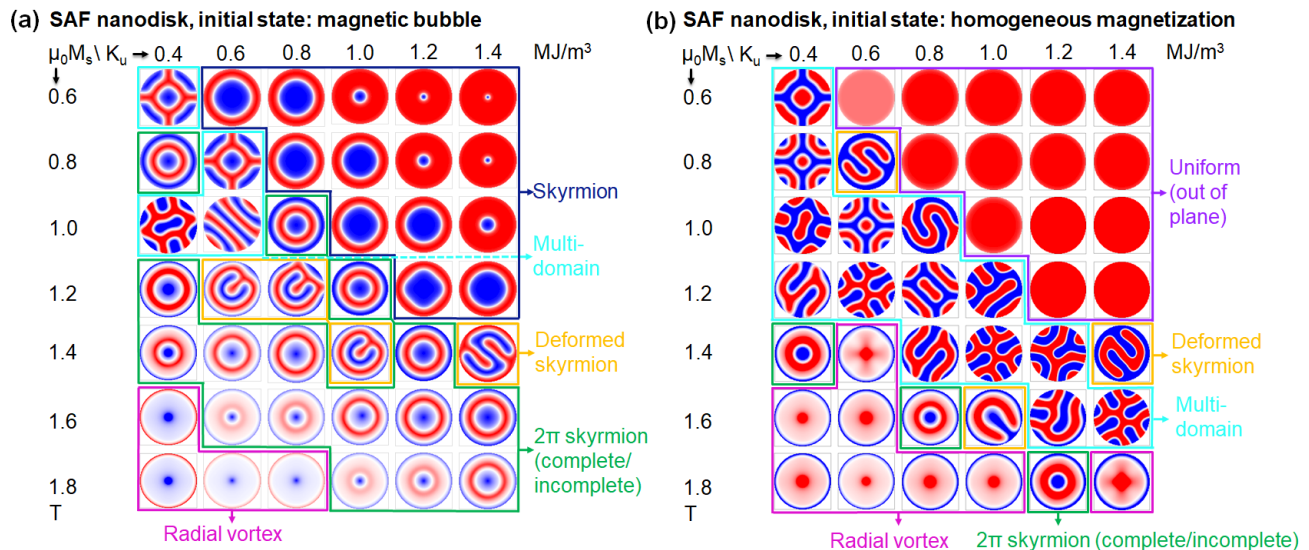 (a) SAF nanodisk, initial state: magnetic bubble
μ₀Mₛ\ Kᵤ 0.4 0.6 0.8 1.0 1.2 1.4 MJ/m³
0.6
0.8
1.0
1.2
1.4
1.6
1.8
T
Skyrmion
Multi-
domain
Deformed
skyrmion
2π skyrmion
(complete/
incomplete)
Radial vortex
(b) SAF nanodisk, initial state: homogeneous magnetization
μ₀Mₛ\ Kᵤ 0.4 0.6 0.8 1.0 1.2 1.4 MJ/m³
0.6
0.8
1.0
1.2
1.4
1.6
1.8
T
Uniform
(out of
plane)
Deformed
skyrmion
Multi-
domain
Radial vortex
2π skyrmion (complete/incomplete)